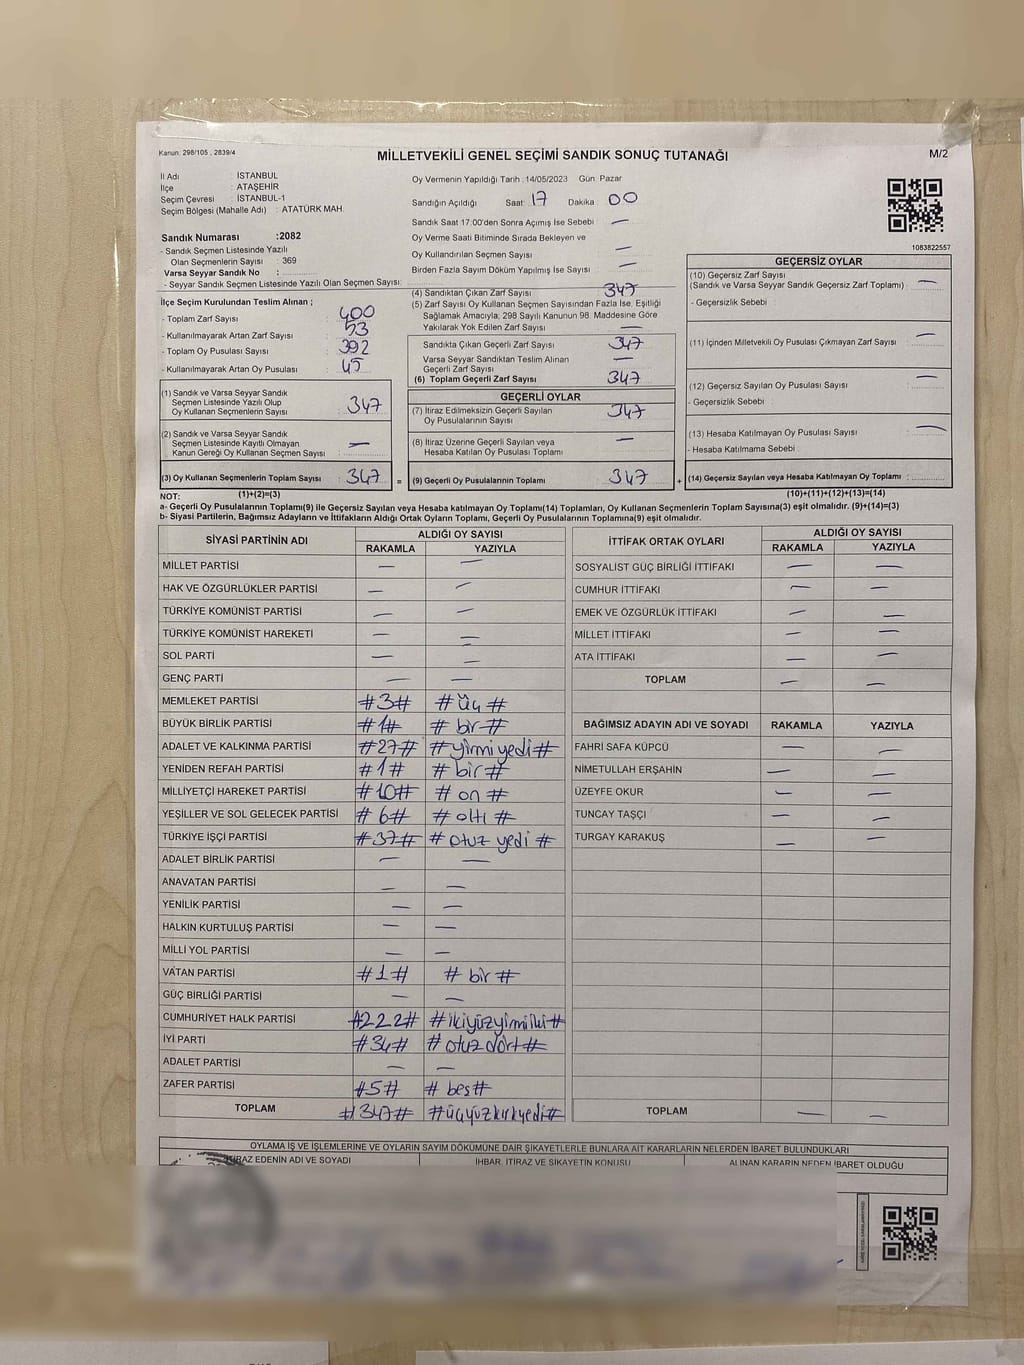 Kanun: 298/105 , 2839/4
MİLLETVEKİLİ GENEL SEÇİMİ SANDIK SONUÇ TUTANAĞI
M/2
İl Adı : İSTANBUL
İlçe : ATAŞEHİR
Seçim Çevresi : İSTANBUL-1
Seçim Bölgesi (Mahalle Adı) : ATATÜRK MAH.
Sandık Numarası :2082
- Sandık Seçmen Listesinde Yazılı
Olan Seçmenlerin Sayısı : 369
Varsa Seyyar Sandık No :
- Seyyar Sandık Seçmen Listesinde Yazılı Olan Seçmen Sayısı:
Oy Vermenin Yapıldığı Tarih : 14/05/2023 Gün: Pazar
Sandığın Açıldığı Saat: 17 Dakika : 00
Sandık Saat 17:00'den Sonra Açımış İse Sebebi : —
Oy Verme Saati Bitiminde Sırada Bekleyen ve
Oy Kullandırılan Seçmen Sayısı : —
Birden Fazla Sayım Döküm Yapılmış İse Sayısı : —
1083822557
İlçe Seçim Kurulundan Teslim Alınan ;
- Toplam Zarf Sayısı : 400
- Kullanılmayarak Artan Zarf Sayısı : 53
- Toplam Oy Pusulası Sayısı : 392
- Kullanılmayarak Artan Oy Pusulası : 45
(1) Sandık ve Varsa Seyyar Sandık
Seçmen Listesinde Yazılı Olup
Oy Kullanan Seçmenlerin Sayısı : 347
(2) Sandık ve Varsa Seyyar Sandık
Seçmen Listesinde Kayıtlı Olmayan
Kanun Gereği Oy Kullanan Seçmen Sayısı : —
(3) Oy Kullanan Seçmenlerin Toplam Sayısı : 347 =
(4) Sandıktan Çıkan Zarf Sayısı : 347
(5) Zarf Sayısı Oy Kullanan Seçmen Sayısından Fazla İse, Eşitliği
Sağlamak Amacıyla, 298 Sayılı Kanunun 98. Maddesine Göre
Yakılarak Yok Edilen Zarf Sayısı : —
Sandıkta Çıkan Geçerli Zarf Sayısı : 347
Varsa Seyyar Sandıktan Teslim Alınan
Geçerli Zarf Sayısı : —
(6) Toplam Geçerli Zarf Sayısı : 347
GEÇERLİ OYLAR
(7) İtiraz Edilmeksizin Geçerli Sayılan
Oy Pusulalarının Sayısı : 347
(8) İtiraz Üzerine Geçerli Sayılan veya
Hesaba Katılan Oy Pusulası Toplamı : —
(9) Geçerli Oy Pusulalarının Toplamı : 347 +
GEÇERSİZ OYLAR
(10) Geçersiz Zarf Sayısı
(Sandık ve Varsa Seyyar Sandık Geçersiz Zarf Toplamı) : —
- Geçersizlik Sebebi :
(11) İçinden Milletvekili Oy Pusulası Çıkmayan Zarf Sayısı : —
(12) Geçersiz Sayılan Oy Pusulası Sayısı : —
- Geçersizlik Sebebi :
(13) Hesaba Katılmayan Oy Pusulası Sayısı : —
- Hesaba Katılmama Sebebi :
(14) Geçersiz Sayılan veya Hesaba Katılmayan Oy Toplamı :
NOT: (1)+(2)=(3) (10)+(11)+(12)+(13)=(14)
a- Geçerli Oy Pusulalarının Toplamı(9) ile Geçersiz Sayılan veya Hesaba katılmayan Oy Toplamı(14) Toplamları, Oy Kullanan Seçmenlerin Toplam Sayısına(3) eşit olmalıdır. (9)+(14)=(3)
b- Siyasi Partilerin, Bağımsız Adayların ve İttifakların Aldığı Ortak Oyların Toplamı, Geçerli Oy Pusulalarının Toplamına(9) eşit olmalıdır.
SİYASİ PARTİNİN ADI ALDIĞI OY SAYISI
RAKAMLA YAZIYLA
MİLLET PARTİSİ — —
HAK VE ÖZGÜRLÜKLER PARTİSİ — —
TÜRKİYE KOMÜNİST PARTİSİ — —
TÜRKİYE KOMÜNİST HAREKETİ — —
SOL PARTİ — —
GENÇ PARTİ — —
MEMLEKET PARTİSİ #3# #üç#
BÜYÜK BİRLİK PARTİSİ #1# #bir#
ADALET VE KALKINMA PARTİSİ #27# #yirmiyedi#
YENİDEN REFAH PARTİSİ #1# #bir#
MİLLİYETÇİ HAREKET PARTİSİ #10# #on#
YEŞİLLER VE SOL GELECEK PARTİSİ #6# #altı#
TÜRKİYE İŞÇİ PARTİSİ #37# #otuz yedi#
ADALET BİRLİK PARTİSİ — —
ANAVATAN PARTİSİ — —
YENİLİK PARTİSİ — —
HALKIN KURTULUŞ PARTİSİ — —
MİLLİ YOL PARTİSİ — —
VATAN PARTİSİ #1# #bir#
GÜÇ BİRLİĞİ PARTİSİ — —
CUMHURİYET HALK PARTİSİ #222# #ikiyüzyirmiiki#
İYİ PARTİ #34# #otuz dört#
ADALET PARTİSİ — —
ZAFER PARTİSİ #5# #beş#
TOPLAM #347# #üçyüzkırkyedi#
İTTİFAK ORTAK OYLARI ALDIĞI OY SAYISI
RAKAMLA YAZIYLA
SOSYALİST GÜÇ BİRLİĞİ İTTİFAKI — —
CUMHUR İTTİFAKI — —
EMEK VE ÖZGÜRLÜK İTTİFAKI — —
MİLLET İTTİFAKI — —
ATA İTTİFAKI — —
TOPLAM — —
BAĞIMSIZ ADAYIN ADI VE SOYADI RAKAMLA YAZIYLA
FAHRİ SAFA KÜPCÜ — —
NİMETULLAH ERŞAHİN — —
ÜZEYFE OKUR — —
TUNCAY TAŞÇI — —
TURGAY KARAKUŞ — —
TOPLAM — —
OYLAMA İŞ VE İŞLEMLERİNE VE OYLARIN SAYIM DÖKÜMÜNE DAİR ŞİKAYETLERLE BUNLARA AİT KARARLARIN NELERDEN İBARET BULUNDUKLARI
İTİRAZ EDENİN ADI VE SOYADI İHBAR, İTİRAZ VE ŞİKAYETİN KONUSU ALINAN KARARIN NEDEN İBARET OLDUĞU